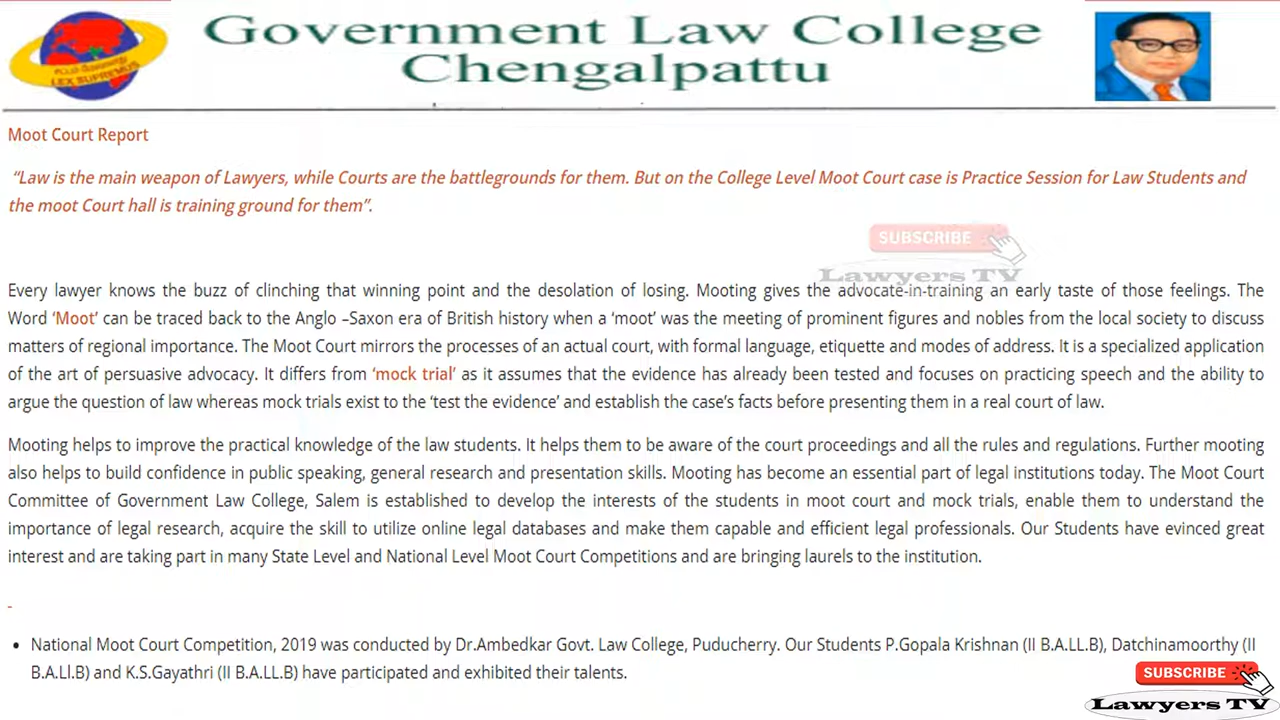 Government Law College
Chengalpattu
LEX SUPREMUS
Moot Court Report
“Law is the main weapon of Lawyers, while Courts are the battlegrounds for them. But on the College Level Moot Court case is Practice Session for Law Students and
the moot Court hall is training ground for them”.
SUBSCRIBE
Lawyers TV
Every lawyer knows the buzz of clinching that winning point and the desolation of losing. Mooting gives the advocate-in-training an early taste of those feelings. The
Word ‘Moot’ can be traced back to the Anglo –Saxon era of British history when a ‘moot’ was the meeting of prominent figures and nobles from the local society to discuss
matters of regional importance. The Moot Court mirrors the processes of an actual court, with formal language, etiquette and modes of address. It is a specialized application
of the art of persuasive advocacy. It differs from ‘mock trial’ as it assumes that the evidence has already been tested and focuses on practicing speech and the ability to
argue the question of law whereas mock trials exist to the ‘test the evidence’ and establish the case’s facts before presenting them in a real court of law.
Mooting helps to improve the practical knowledge of the law students. It helps them to be aware of the court proceedings and all the rules and regulations. Further mooting
also helps to build confidence in public speaking, general research and presentation skills. Mooting has become an essential part of legal institutions today. The Moot Court
Committee of Government Law College, Salem is established to develop the interests of the students in moot court and mock trials, enable them to understand the
importance of legal research, acquire the skill to utilize online legal databases and make them capable and efficient legal professionals. Our Students have evinced great
interest and are taking part in many State Level and National Level Moot Court Competitions and are bringing laurels to the institution.
-
• National Moot Court Competition, 2019 was conducted by Dr.Ambedkar Govt. Law College, Puducherry. Our Students P.Gopala Krishnan (II B.A.LL.B), Datchinamoorthy (II
B.A.Ll.B) and K.S.Gayathri (II B.A.LL.B) have participated and exhibited their talents.
SUBSCRIBE
Lawyers TV